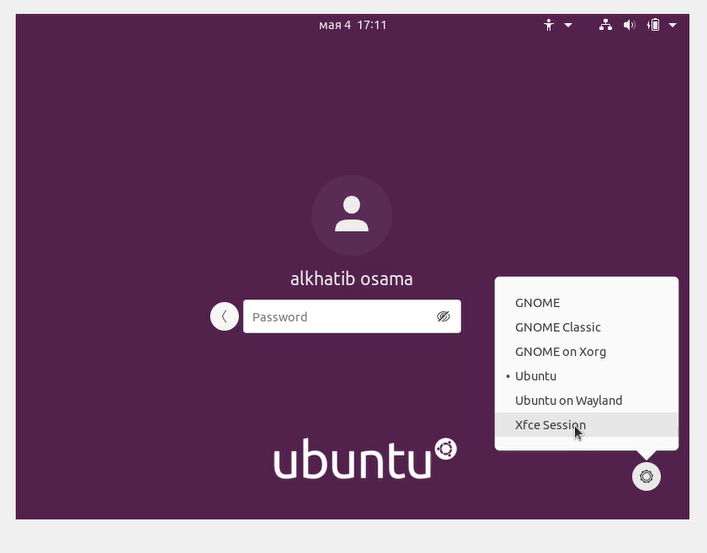 мая 4 17:11
alkhatib osama
Password
GNOME
GNOME Classic
GNOME on Xorg
• Ubuntu
Ubuntu on Wayland
Xfce Session
ubuntu